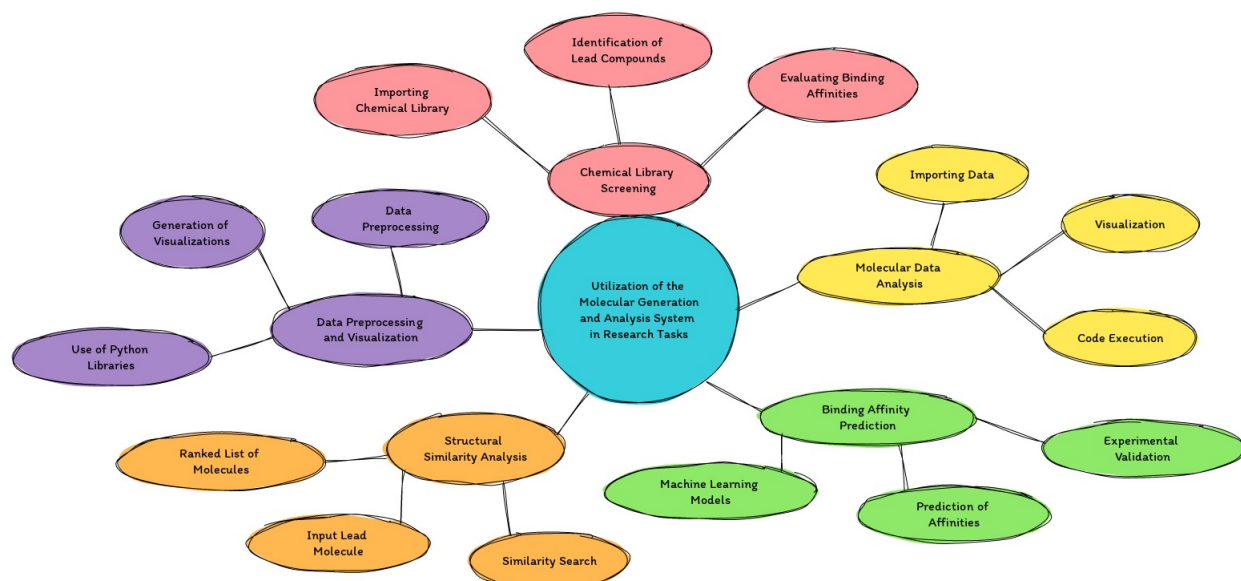 Identification of
Lead Compounds
Importing
Chemical Library
Evaluating Binding
Affinities
Chemical Library
Screening
Importing Data
Visualization
Molecular Data
Analysis
Code Execution
Data
Preprocessing
Generation of
Visualizations
Data Preprocessing
and Visualization
Use of Python
Libraries
Utilization of the
Molecular Generation
and Analysis System
in Research Tasks
Binding Affinity
Prediction
Experimental
Validation
Machine Learning
Models
Prediction of
Affinities
Structural
Similarity Analysis
Ranked List of
Molecules
Input Lead
Molecule
Similarity Search